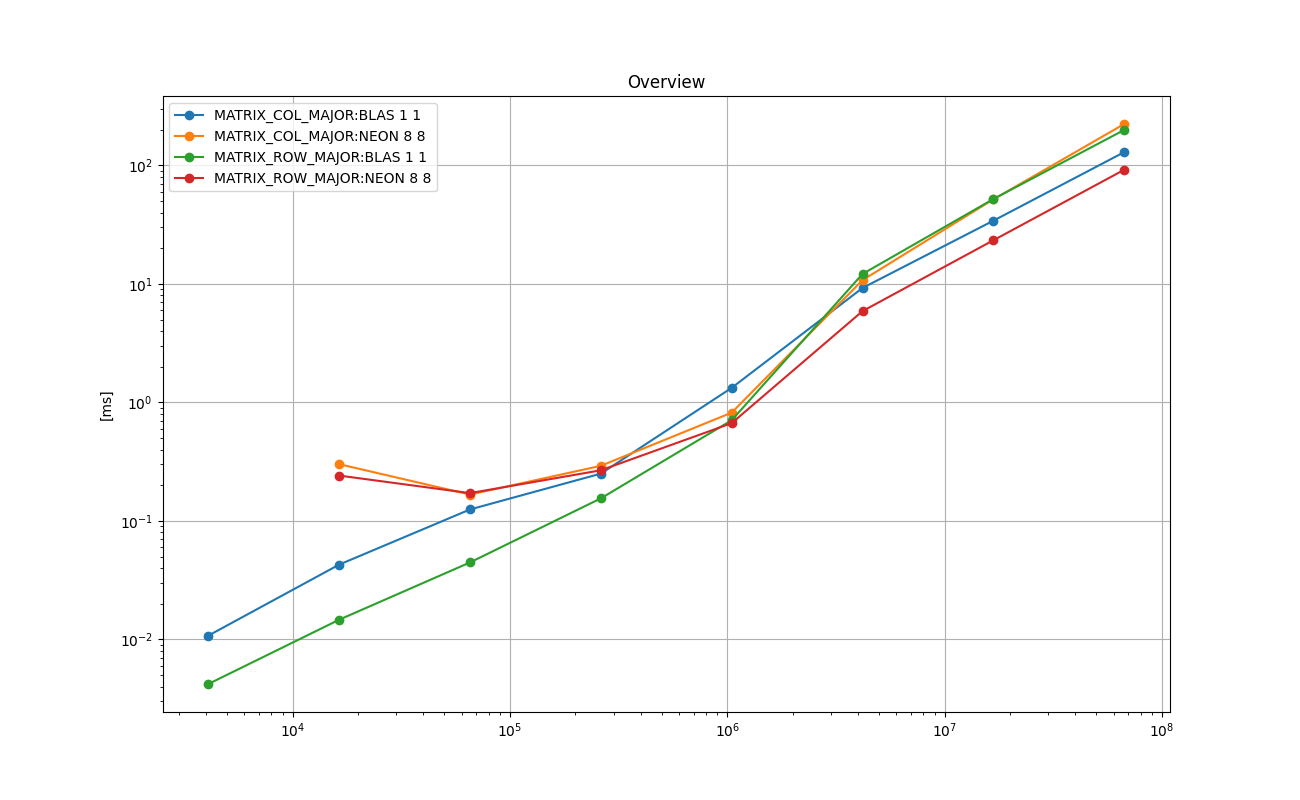 Overview
MATRIX_COL_MAJOR:BLAS 1 1
MATRIX_COL_MAJOR:NEON 8 8
MATRIX_ROW_MAJOR:BLAS 1 1
MATRIX_ROW_MAJOR:NEON 8 8
[ms]
10²
10¹
10⁰
10⁻¹
10⁻²
10⁴ 10⁵ 10⁶ 10⁷ 10⁸